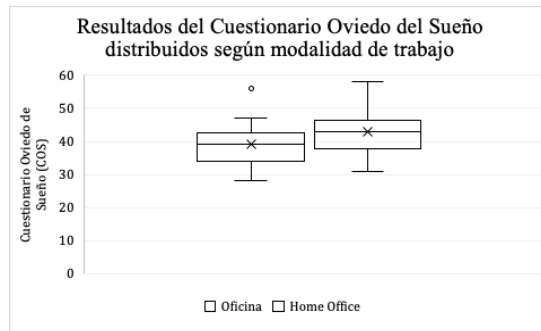 Resultados del Cuestionario Oviedo del Sueño
distribuidos según modalidad de trabajo
60
50
40
30
20
10
0
Cuestionario Oviedo de
Sueño (COS)
Oficina Home Office